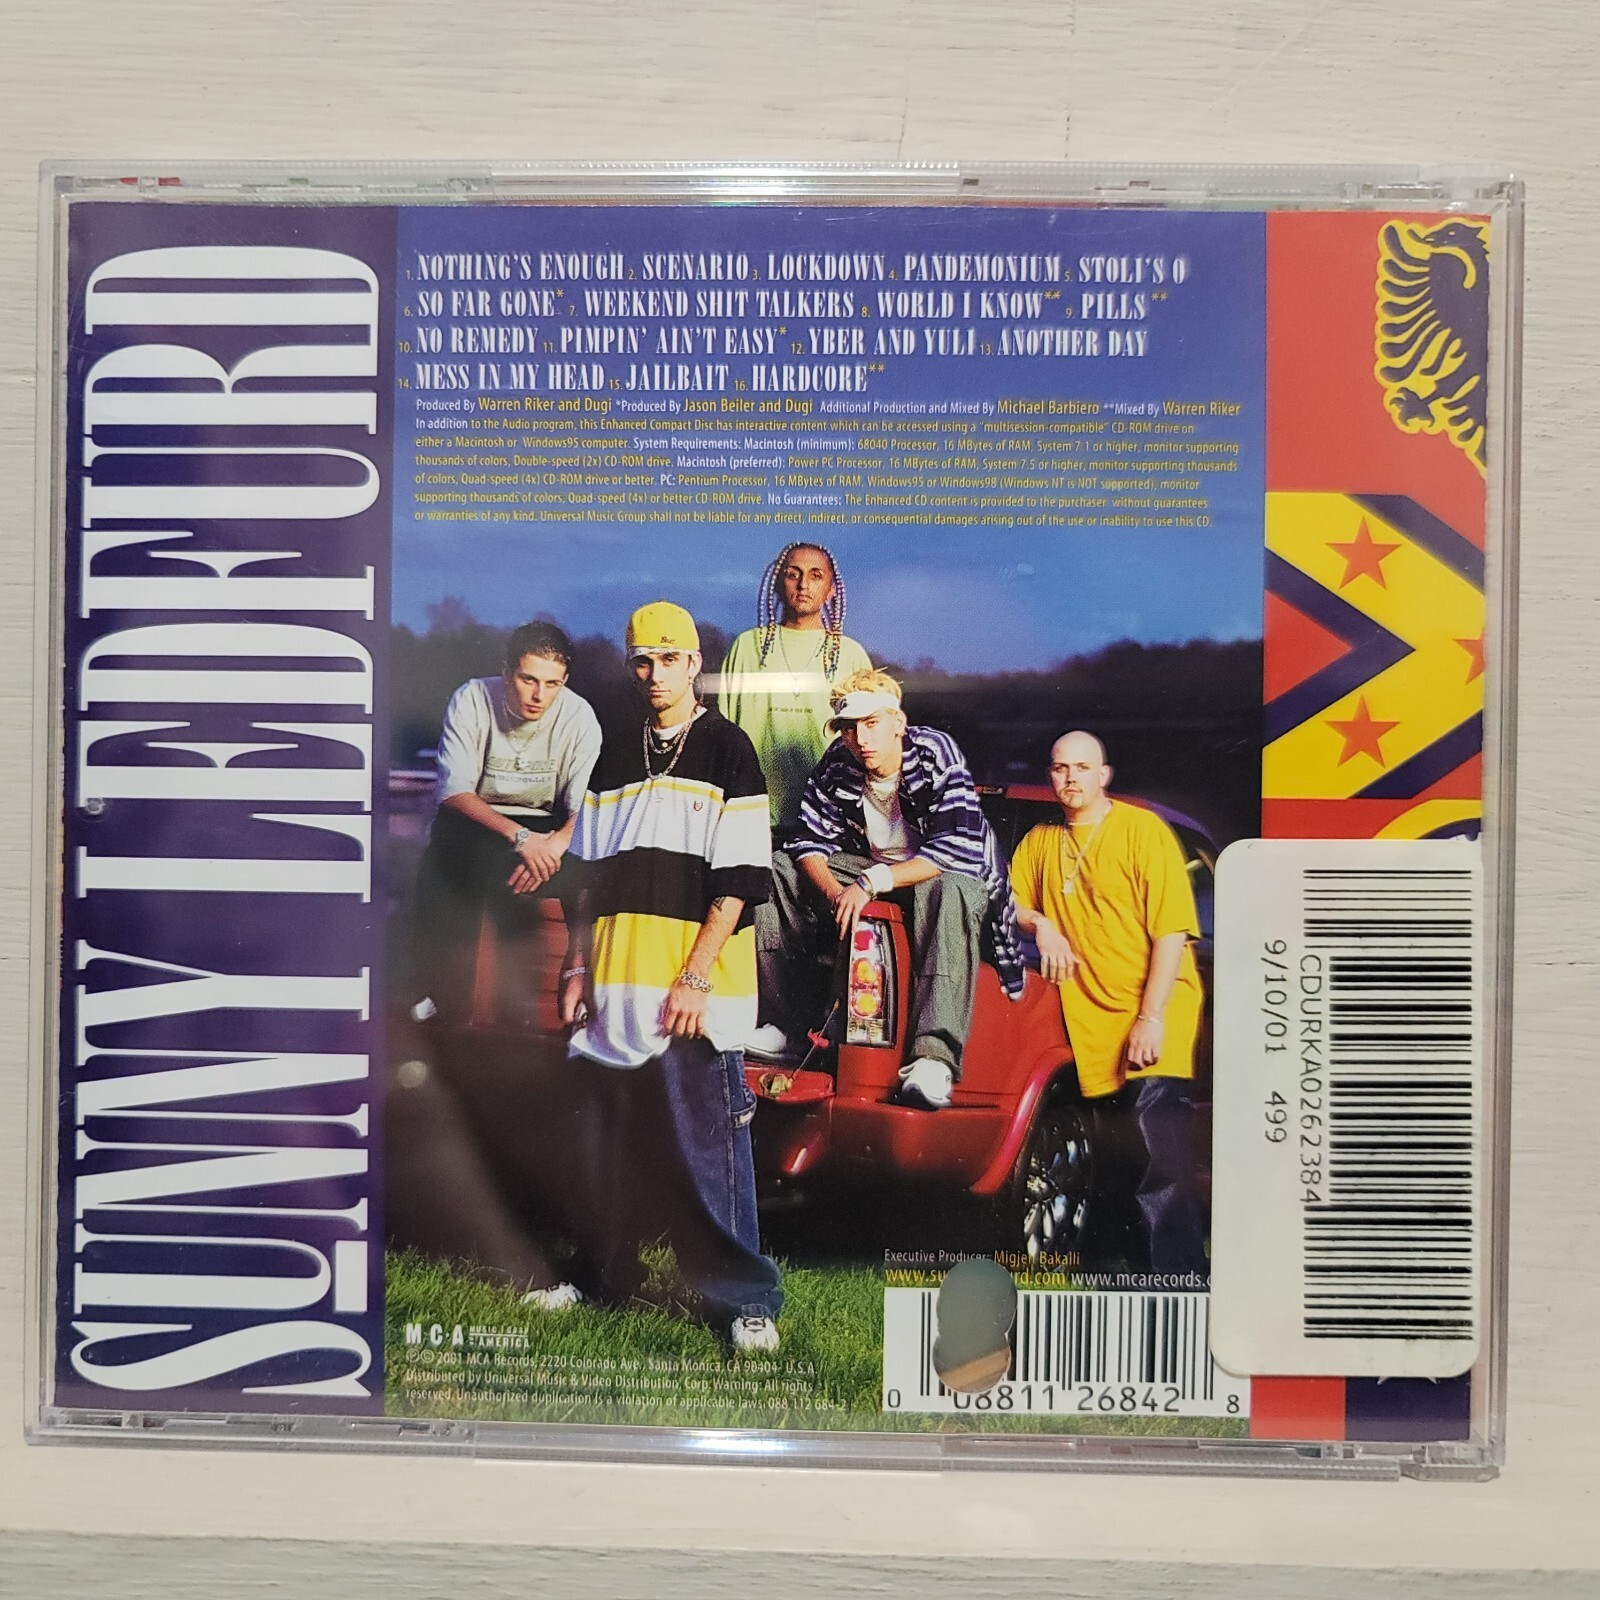 SUNNY LEDFURD
1. NOTHING'S ENOUGH 2. SCENARIO 3. LOCKDOWN 4. PANDEMONIUM 5. STOLI'S O
6. SO FAR GONE* 7. WEEKEND SHIT TALKERS 8. WORLD I KNOW** 9. PILLS**
10. NO REMEDY 11. PIMPIN' AIN'T EASY* 12. YBER AND YULI 13. ANOTHER DAY
14. MESS IN MY HEAD 15. JAILBAIT 16. HARDCORE**
Produced By Warren Riker and Dugi *Produced By Jason Beiler and Dugi Additional Production and Mixed By Michael Barbiero **Mixed By Warren Riker
In addition to the Audio program, this Enhanced Compact Disc has interactive content which can be accessed using a "multisession-compatible" CD-ROM drive on
either a Macintosh or Windows95 computer. System Requirements: Macintosh (minimum): 68040 Processor, 16 MBytes of RAM, System 7.1 or higher, monitor supporting
thousands of colors, Double-speed (2x) CD-ROM drive. Macintosh (preferred): Power PC Processor, 16 MBytes of RAM, System 7.5 or higher, monitor supporting thousands
of colors, Quad-speed (4x) CD-ROM drive or better. PC: Pentium Processor, 16 MBytes of RAM, Windows95 or Windows98 (Windows NT is NOT supported), monitor
supporting thousands of colors, Quad-speed (4x) or better CD-ROM drive. No Guarantees: The Enhanced CD content is provided to the purchaser without guarantees
or warranties of any kind. Universal Music Group shall not be liable for any direct, indirect, or consequential damages arising out of the use or inability to use this CD.
CDURKA02623844
9/10/01 499
Executive Producer: Migjen Bakalli
www.su urd.com www.mcarecords.c
M·C·A MUSIC AMERICA
℗© 2001 MCA Records, 2220 Colorado Ave., Santa Monica, CA 90404- U.S.A.
Distributed by Universal Music & Video Distribution, Corp. Warning: All rights
reserved. Unauthorized duplication is a violation of applicable laws. 088 112 684-2
0 08811 26842 8